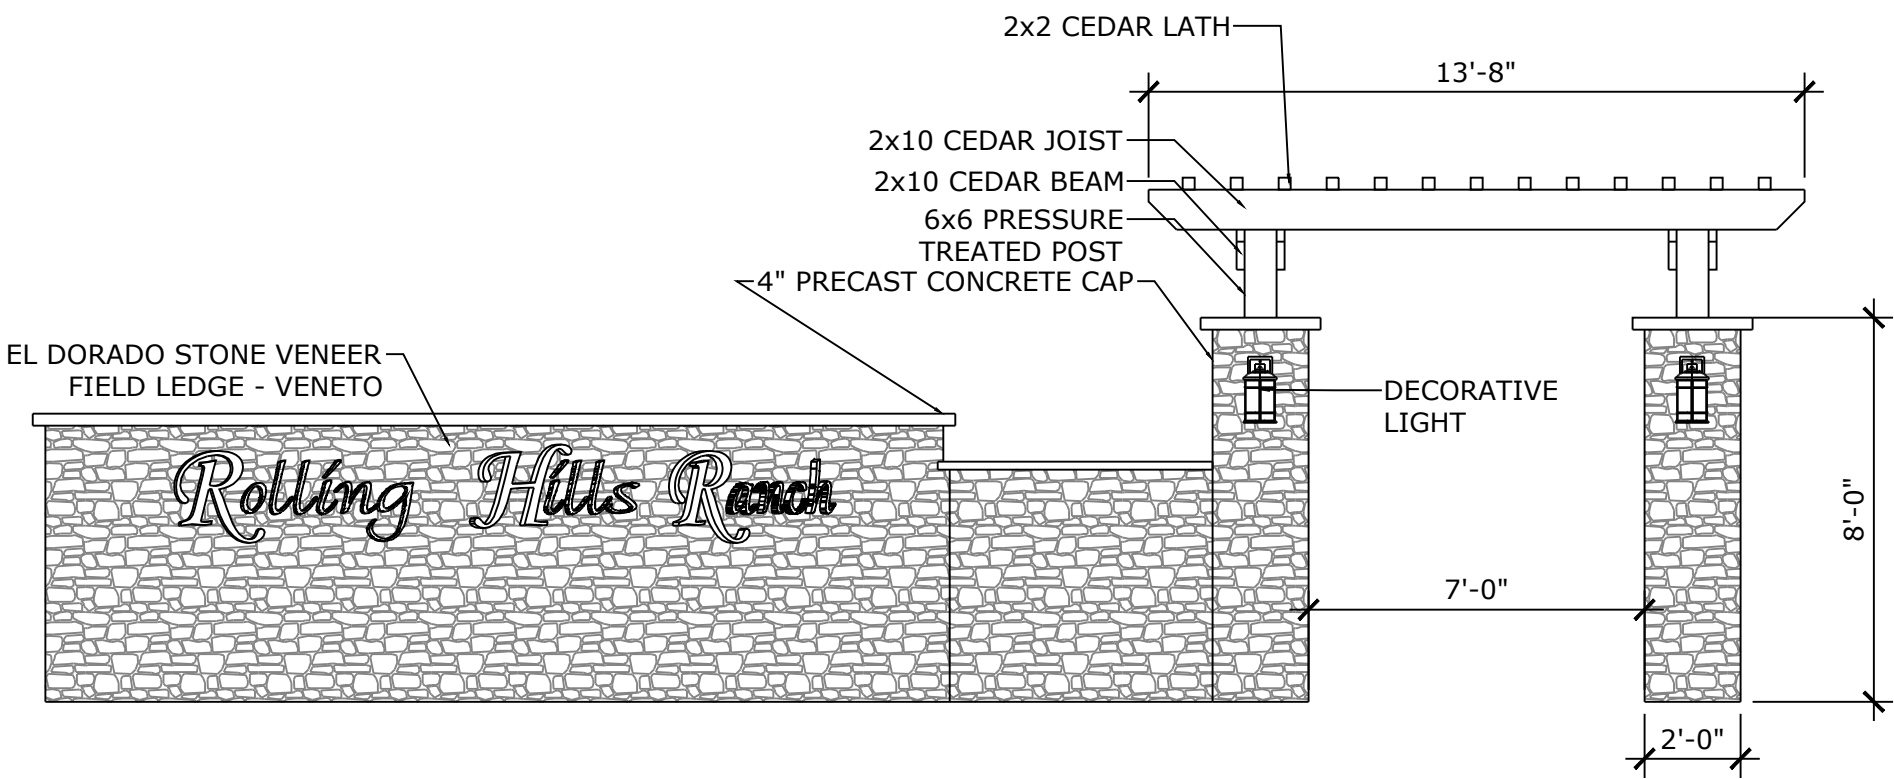 2x2 CEDAR LATH
13'-8"
2x10 CEDAR JOIST
2x10 CEDAR BEAM
6x6 PRESSURE
TREATED POST
4" PRECAST CONCRETE CAP
EL DORADO STONE VENEER
FIELD LEDGE - VENETO
DECORATIVE
LIGHT
Rolling Hills Ranch
8'-0"
7'-0"
2'-0"